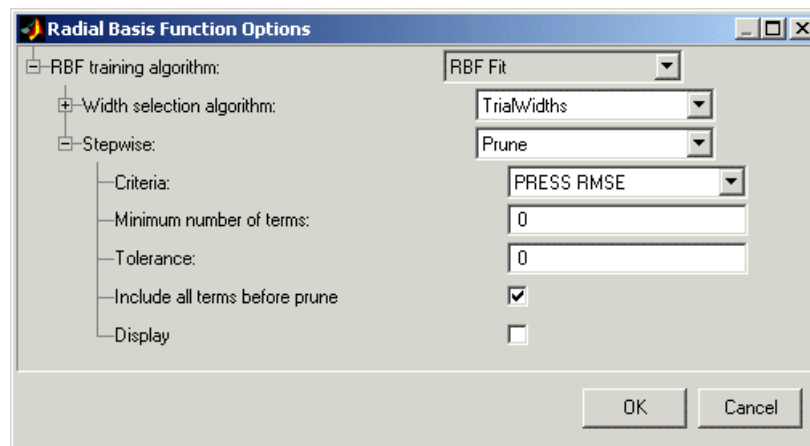 Radial Basis Function Options
RBF training algorithm: RBF Fit
Width selection algorithm: TrialWidths
Stepwise: Prune
Criteria: PRESS RMSE
Minimum number of terms: 0
Tolerance: 0
Include all terms before prune
Display
OK Cancel